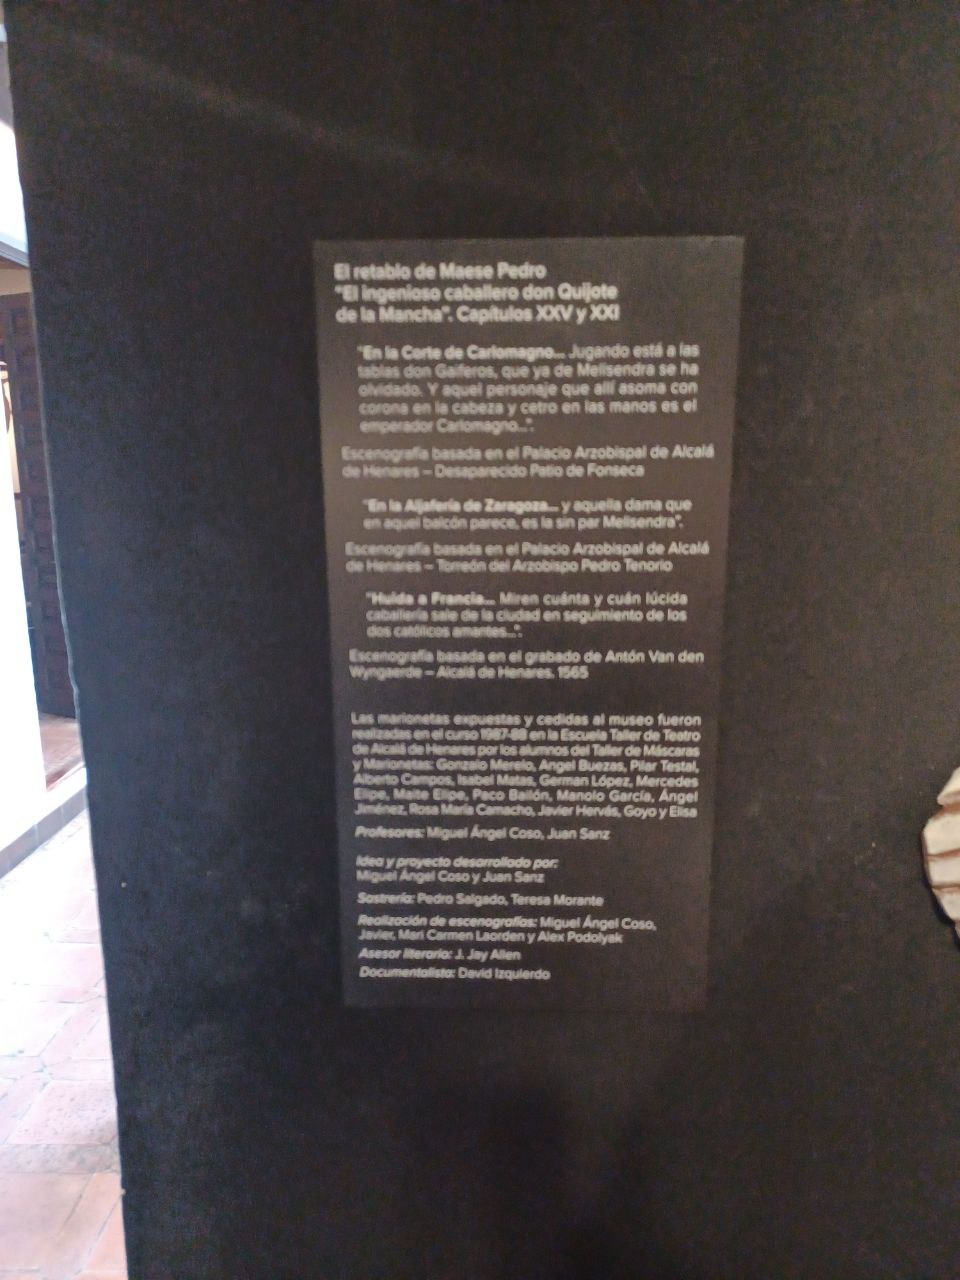 El retablo de Maese Pedro
"El ingenioso caballero don Quijote
de la Mancha". Capítulos XXV y XXI
"En la Corte de Carlomagno... Jugando está a las
tablas don Gaiferos, que ya de Melisendra se ha
olvidado. Y aquel personaje que allí asoma con
corona en la cabeza y cetro en las manos es el
emperador Carlomagno...".
Escenografía basada en el Palacio Arzobispal de Alcalá
de Henares – Desaparecido Patio de Fonseca
"En la Aljafería de Zaragoza... y aquella dama que
en aquel balcón parece, es la sin par Melisendra".
Escenografía basada en el Palacio Arzobispal de Alcalá
de Henares – Torreón del Arzobispo Pedro Tenorio
"Huida a Francia... Miren cuánta y cuán lúcida
caballería sale de la ciudad en seguimiento de los
dos católicos amantes...".
Escenografía basada en el grabado de Antón Van den
Wyngaerde – Alcalá de Henares, 1565
Las marionetas expuestas y cedidas al museo fueron
realizadas en el curso 1987-88 en la Escuela Taller de Teatro
de Alcalá de Henares por los alumnos del Taller de Máscaras
y Marionetas: Gonzalo Merelo, Angel Buezas, Pilar Testal,
Alberto Campos, Isabel Matas, German López, Mercedes
Elipe, Maite Elipe, Paco Bailón, Manolo García, Ángel
Jiménez, Rosa María Camacho, Javier Hervás, Goyo y Elisa
Profesores: Miguel Ángel Coso, Juan Sanz
Idea y proyecto desarrollado por:
Miguel Ángel Coso y Juan Sanz
Sastrería: Pedro Salgado, Teresa Morante
Realización de escenografías: Miguel Ángel Coso,
Javier, Mari Carmen Laorden y Alex Podolyak
Asesor literario: J. Jay Allen
Documentalista: David Izquierdo